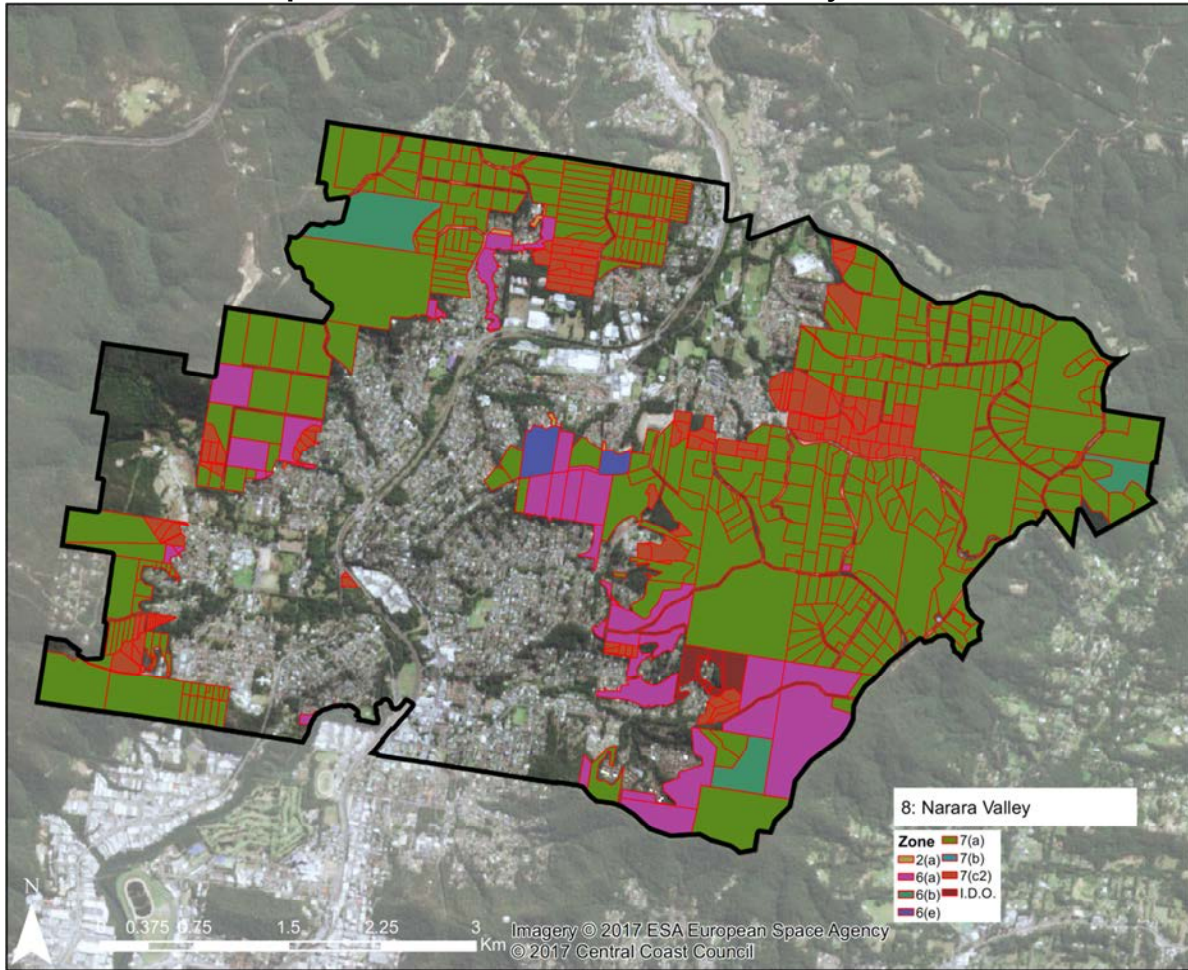 8: Narara Valley
Zone
2(a)
6(a)
6(b)
6(e)
7(a)
7(b)
7(c2)
I.D.O.
N
0 0.375 0.75 1.5 2.25 3
Km
Imagery © 2017 ESA European Space Agency
© 2017 Central Coast Council